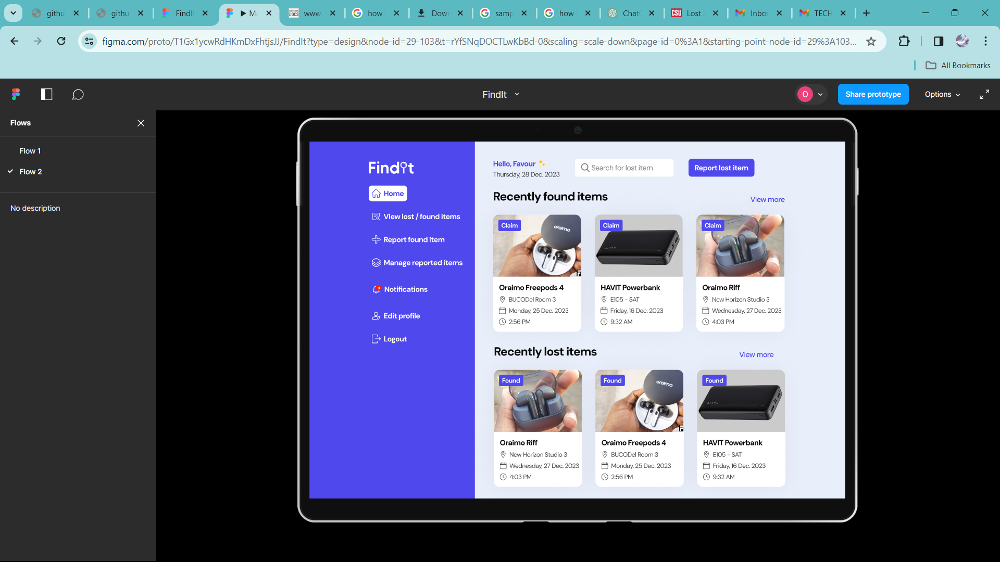 githu
githu
FindIt
Ma
WRITE THE DOCS
www
how
Down
samp
how
Chat
CSU
Lost
Inbo
TECH
figma.com/proto/T1Gx1ycwRdHKmDxFhtjsJJ/FindIt?type=design&node-id=29-103&t=rYfSNqDOCTLwKbBd-0&scaling=scale-down&page-id=0%3A1&starting-point-node-id=29%3A103...
All Bookmarks
FindIt
O
Share prototype
Options
Flows
Flow 1
Flow 2
No description
FindIt
Home
View lost / found items
Report found item
Manage reported items
9
Notifications
Edit profile
Logout
Hello, Favour
Thursday, 28 Dec. 2023
Search for lost item
Report lost item
Recently found items
View more
Claim
oraimo
Oraimo Freepods 4
BUCODel Room 3
Monday, 25 Dec. 2023
2:56 PM
Claim
HAVIT
HAVIT Powerbank
E105 - SAT
Friday, 16 Dec. 2023
9:32 AM
Claim
Oraimo Riff
New Horizon Studio 3
Wednesday, 27 Dec. 2023
4:03 PM
Recently lost items
View more
Found
Oraimo Riff
New Horizon Studio 3
Wednesday, 27 Dec. 2023
4:03 PM
Found
oraimo
Oraimo Freepods 4
BUCODel Room 3
Monday, 25 Dec. 2023
2:56 PM
Found
HAVIT
HAVIT Powerbank
E105 - SAT
Friday, 16 Dec. 2023
9:32 AM